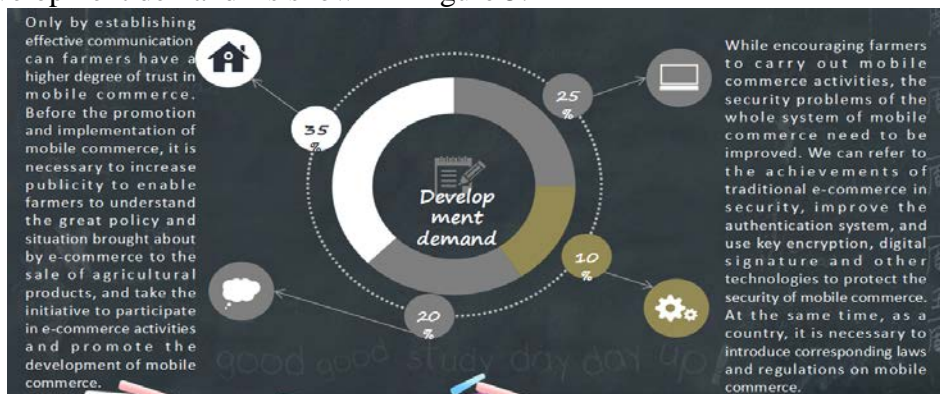 Only by establishing
effective communication
can farmers have a
higher degree of trust in
mobile commerce.
Before the promotion
and implementation of
mobile commerce, it is
necessary to increase
publicity to enable
farmers to understand
the great policy and
situation brought about
by e-commerce to the
sale of agricultural
products, and take the
initiative to participate
in e-commerce activities
and promote the
development of mobile
commerce.
35
%
25
%
Develop
ment
demand
10
%
20
%
good good study day day up!
While encouraging farmers
to carry out mobile
commerce activities, the
security problems of the
whole system of mobile
commerce need to be
improved. We can refer to
the achievements of
traditional e-commerce in
security, improve the
authentication system, and
use key encryption, digital
signature and other
technologies to protect the
security of mobile commerce.
At the same time, as a
country, it is necessary to
introduce corresponding laws
and regulations on mobile
commerce.